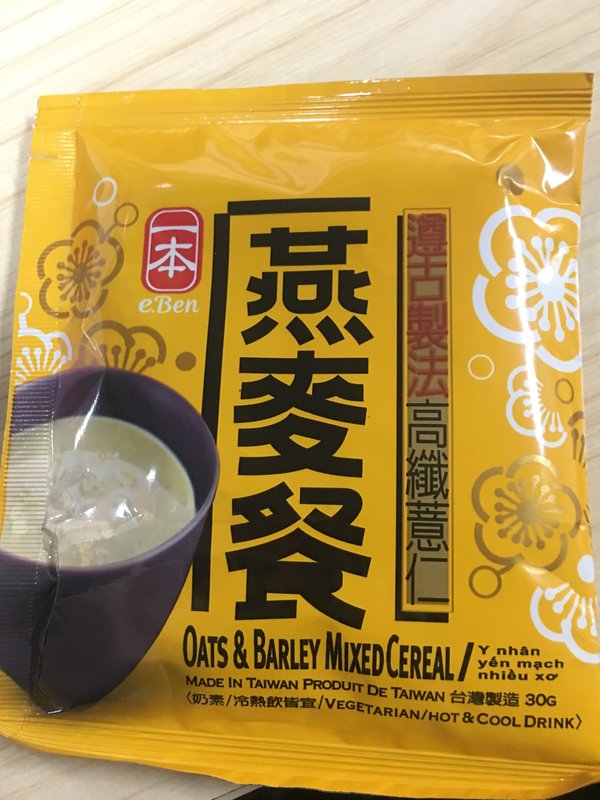 一本
e.Ben
燕麥餐
遵古製法高纖薏仁
OATS & BARLEY MIXED CEREAL / Y nhân
yến mạch
nhiều xơ
MADE IN TAIWAN PRODUIT DE TAIWAN 台灣製造 30G
〈奶素/冷熱飲皆宜/VEGETARIAN/HOT & COOL DRINK〉